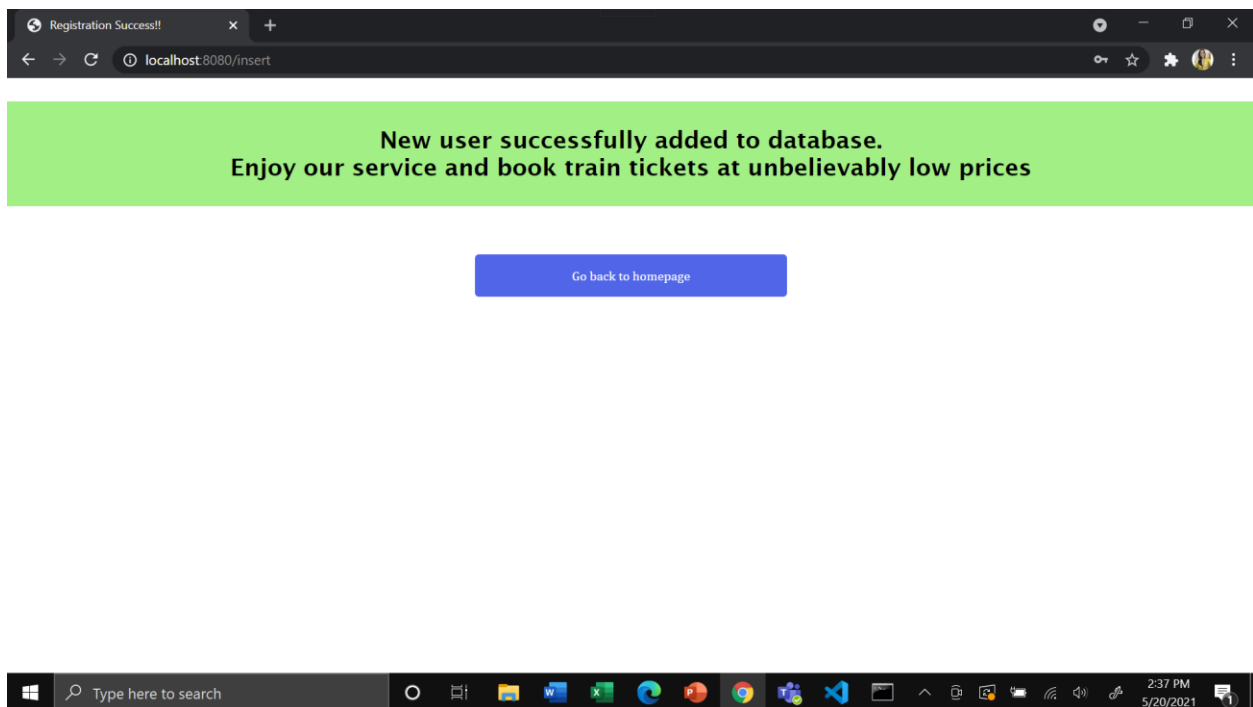 Registration Success!!
localhost:8080/insert
New user successfully added to database.
Enjoy our service and book train tickets at unbelievably low prices
Go back to homepage
Type here to search
2:37 PM
5/20/2021
1